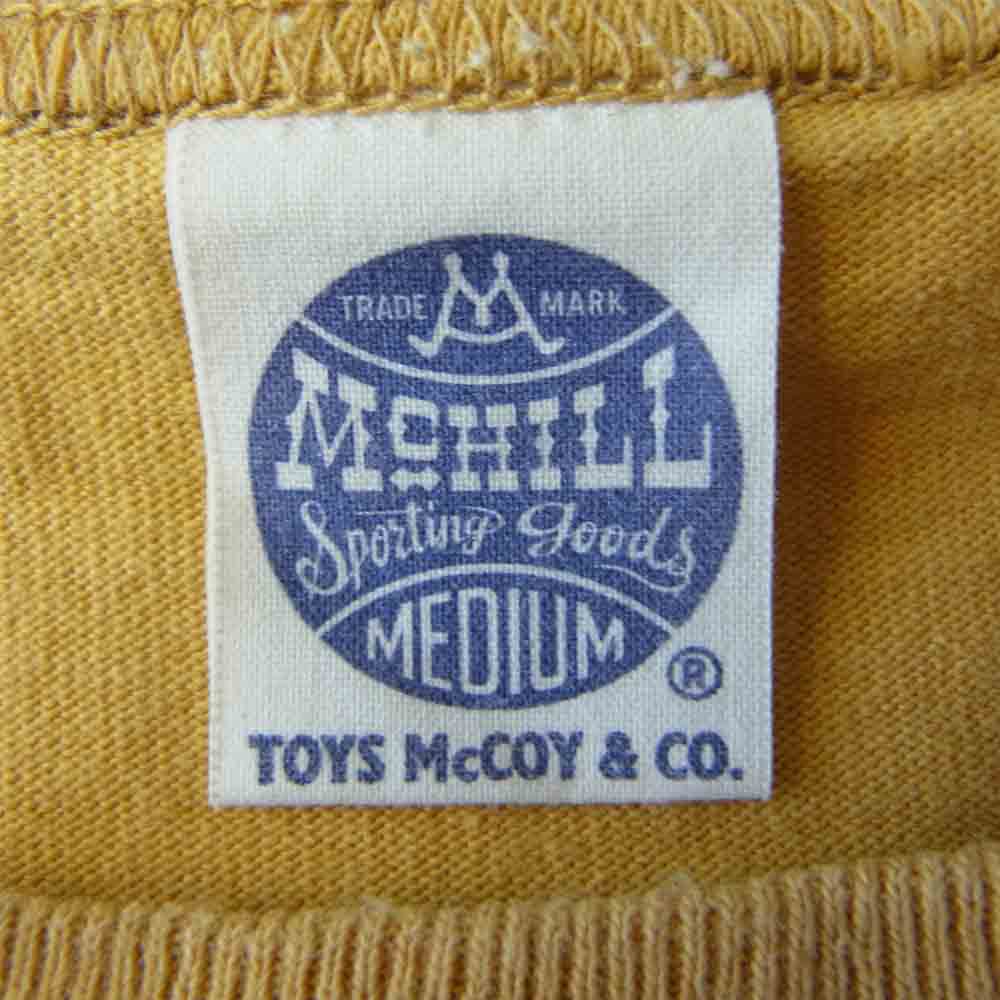 TRADE M MARK
McHILL
Sporting Goods
MEDIUM
®
TOYS McCOY & CO.